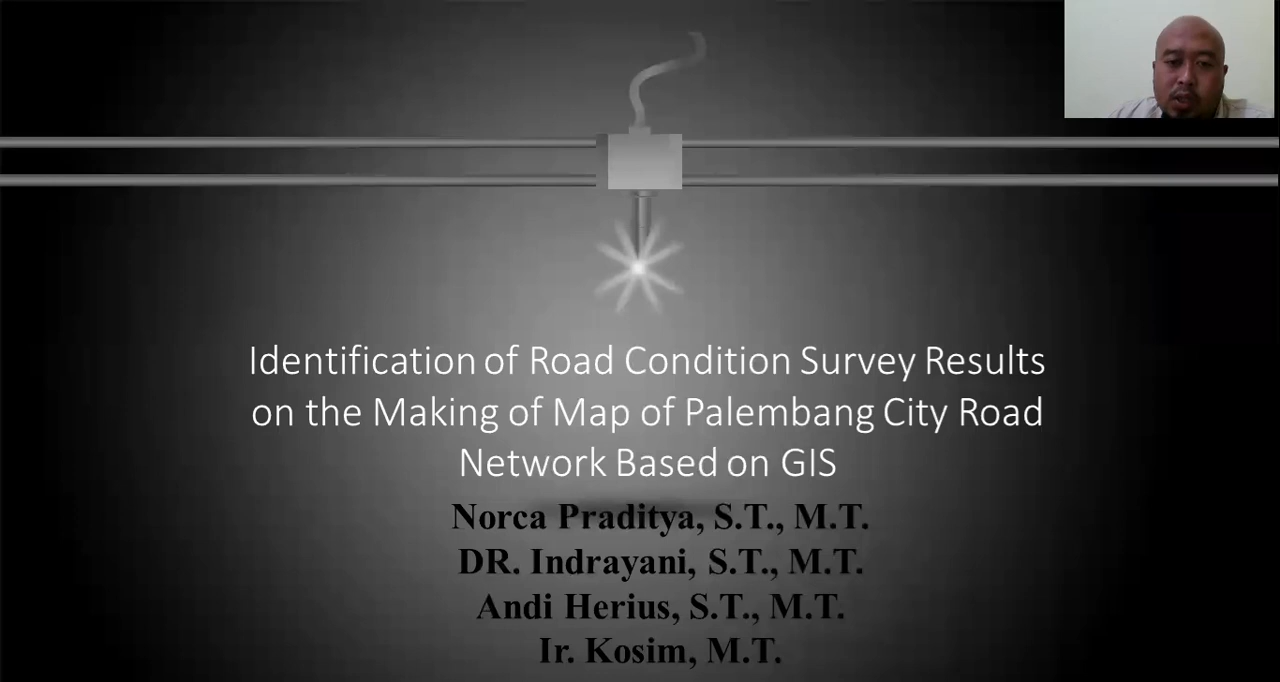 Identification of Road Condition Survey Results
on the Making of Map of Palembang City Road
Network Based on GIS
Norca Praditya, S.T., M.T.
DR. Indrayani, S.T., M.T.
Andi Herius, S.T., M.T.
Ir. Kosim, M.T.